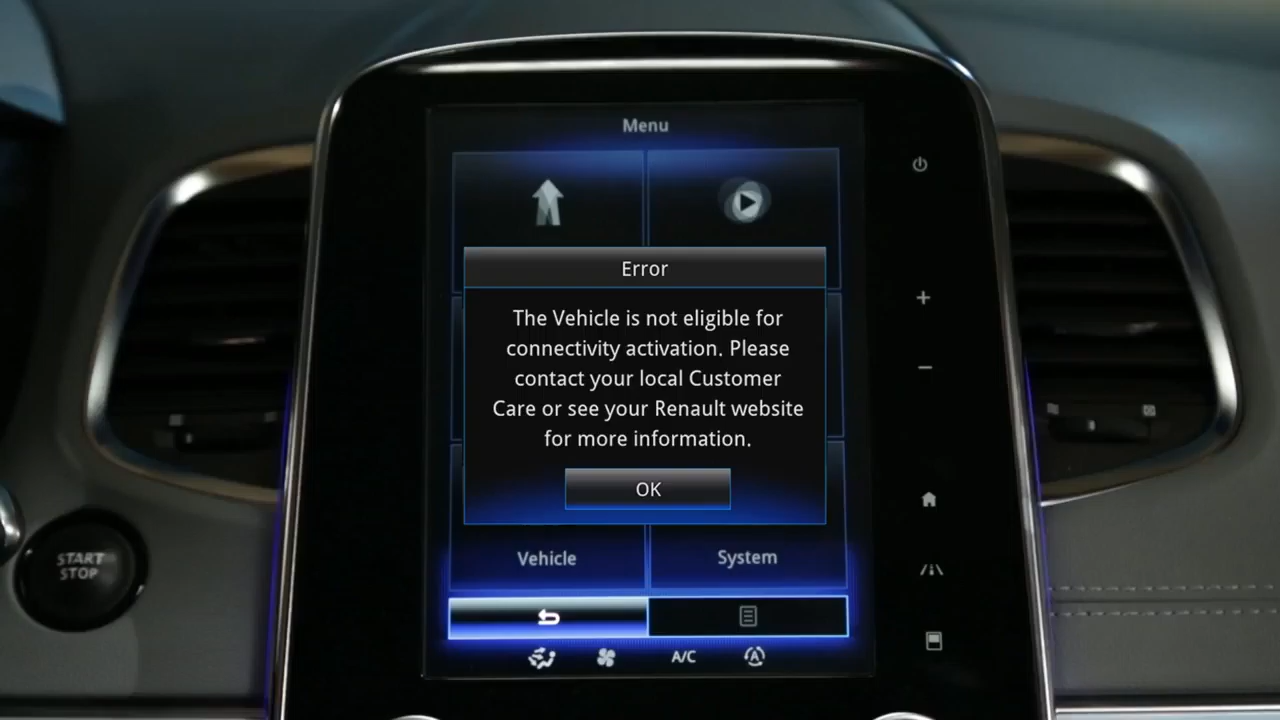 Menu
Error
The Vehicle is not eligible for
connectivity activation. Please
contact your local Customer
Care or see your Renault website
for more information.
OK
Vehicle
System
START
STOP
A/C
A